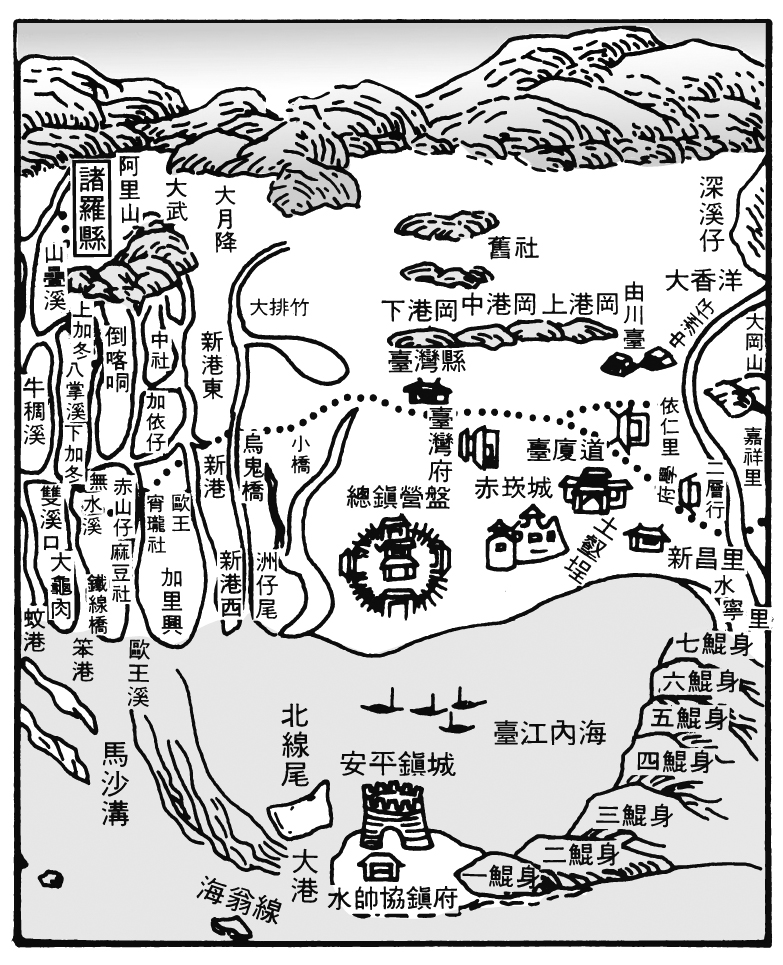 諸羅縣
阿里山
大武
大月降
深溪仔
舊社
山疊溪
大香洋
大排竹
下港岡
中港岡
上港岡
由川臺
中洲仔
大岡山
上加冬
倒咯嘓
中社
新港東
臺灣縣
牛稠溪
八掌溪
下加冬
加依仔
臺灣府
依仁里
嘉祥里
烏鬼橋
小橋
臺廈道
新港
府學
二層行
無水溪
赤山仔
歐王
總鎮營盤
赤崁城
雙溪口
麻豆社
土墼埕
新昌里
大龜肉
鐵線橋
加里興
新港西
洲仔尾
水寧里
蚊港
笨港
歐王溪
七鯤身
六鯤身
五鯤身
四鯤身
三鯤身
二鯤身
一鯤身
北線尾
臺江內海
馬沙溝
安平鎮城
大港
海翁線
水帥協鎮府